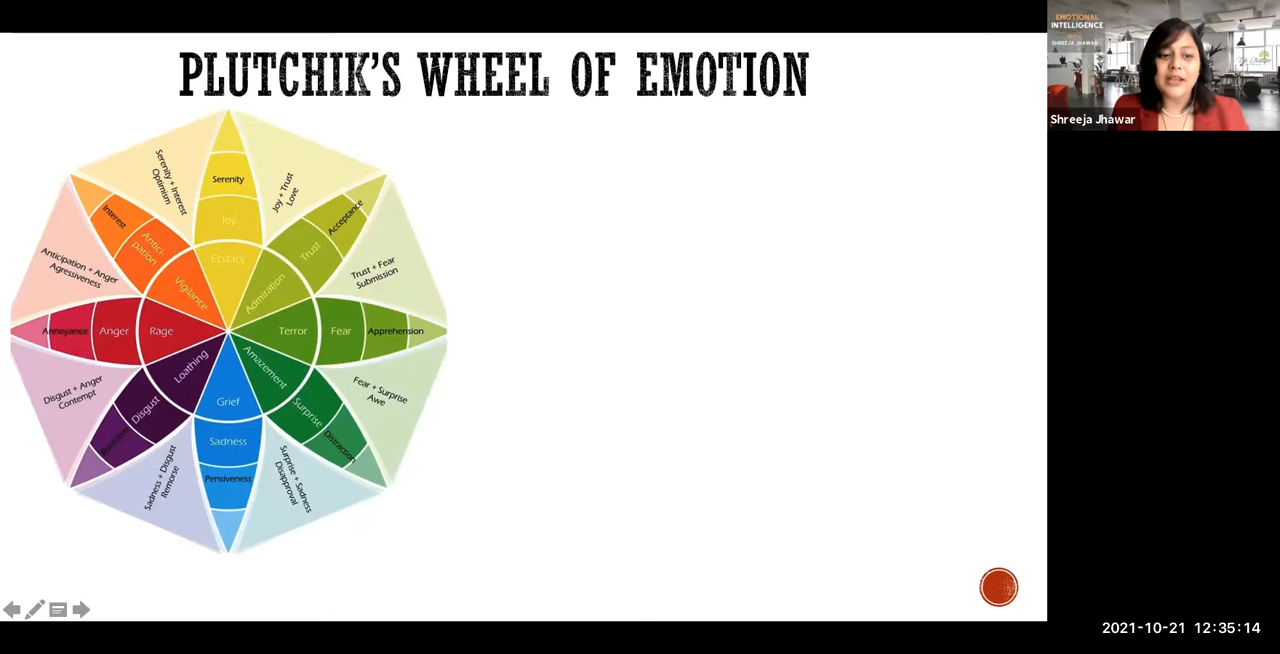 PLUTCHIK'S WHEEL OF EMOTION
EMOTIONAL
INTELLIGENCE
SHREEJA JHAWAR
Shreeja Jhawar
Serenity
Joy
Ecstacy
Joy + Trust
Love
Acceptance
Trust
Admiration
Trust + Fear
Submission
Terror
Fear
Apprehension
Fear + Surprise
Awe
Amazement
Surprise
Distraction
Surprise + Sadness
Disapproval
Grief
Sadness
Pensiveness
Sadness + Disgust
Remorse
Loathing
Disgust
Boredom
Disgust + Anger
Contempt
Rage
Anger
Annoyance
Anticipation + Anger
Agressiveness
Vigilance
Antici-
pation
Interest
Serenity + Interest
Optimism
2021-10-21 12:35:14